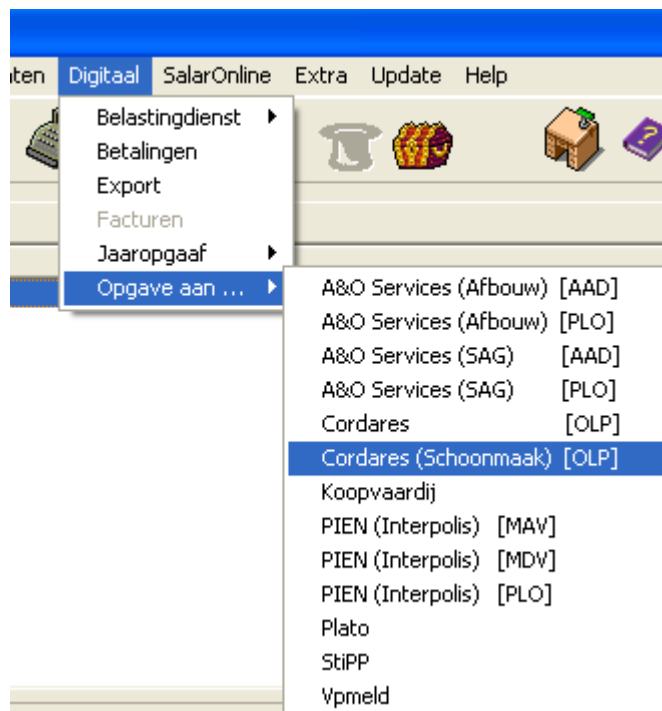 ten Digitaal SalarOnline Extra Update Help
Belastingdienst
Betalingen
Export
Facturen
Jaaropgaaf
Opgave aan ...
A&O Services (Afbouw) [AAD]
A&O Services (Afbouw) [PLO]
A&O Services (SAG) [AAD]
A&O Services (SAG) [PLO]
Cordares [OLP]
Cordares (Schoonmaak) [OLP]
Koopvaardij
PIEN (Interpolis) [MAV]
PIEN (Interpolis) [MDV]
PIEN (Interpolis) [PLO]
Plato
StiPP
Vpmeld